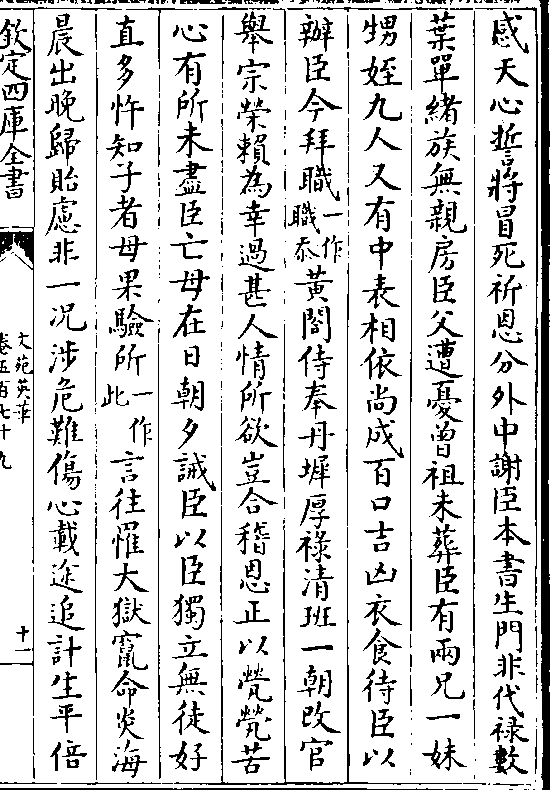 感天心誓將冒死祈恩分外中謝臣本書生門非代祿數
葉單緒族無親房臣父遭憂曾祖未葬臣有兩兄一妹
甥姪九人又有中表相依尚成百口吉凶衣食待臣以
辦臣今拜職一作職忝黃閤侍奉丹墀厚祿清班一朝改官
舉宗榮賴為幸過甚人情所欲豈合稽恩正以煢煢苦
心有所未盡臣亡母在日朝夕誡臣以臣獨立無徒好
直多忤知子者母果驗所一作此言往罹大獄竄命炎海
晨出晚歸貽慮非一况涉危難傷心載途追計生平倍
欽定四庫全書
文苑英華
卷五百七十九
十一